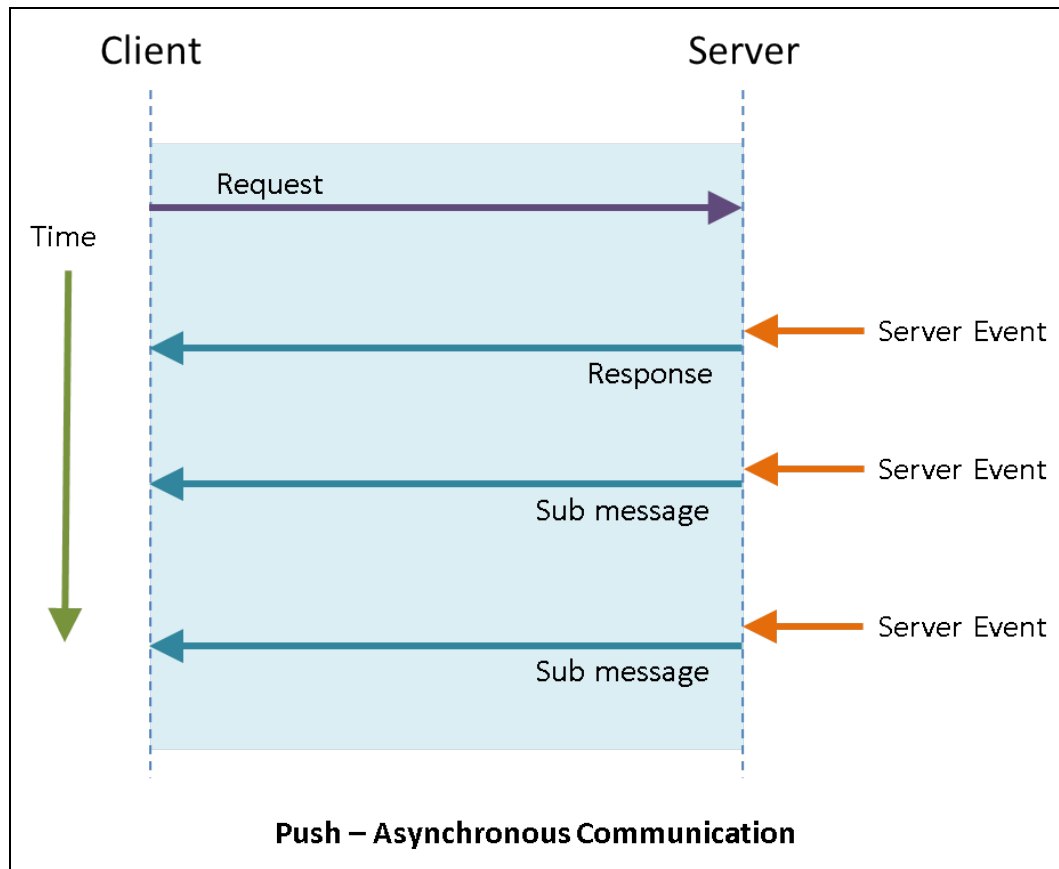 Client
Server
Request
Time
Server Event
Response
Server Event
Sub message
Server Event
Sub message
Push – Asynchronous Communication